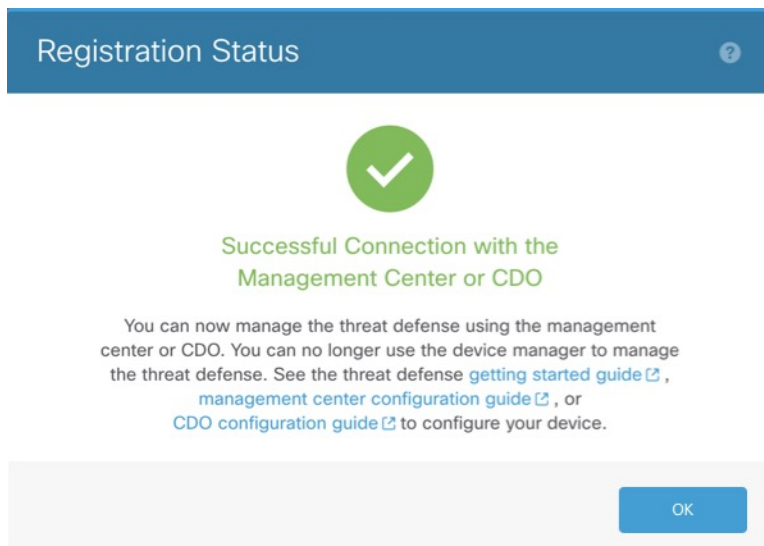 Registration Status
?
Successful Connection with the
Management Center or CDO
You can now manage the threat defense using the management
center or CDO. You can no longer use the device manager to manage
the threat defense. See the threat defense getting started guide ,
management center configuration guide , or
CDO configuration guide to configure your device.
OK